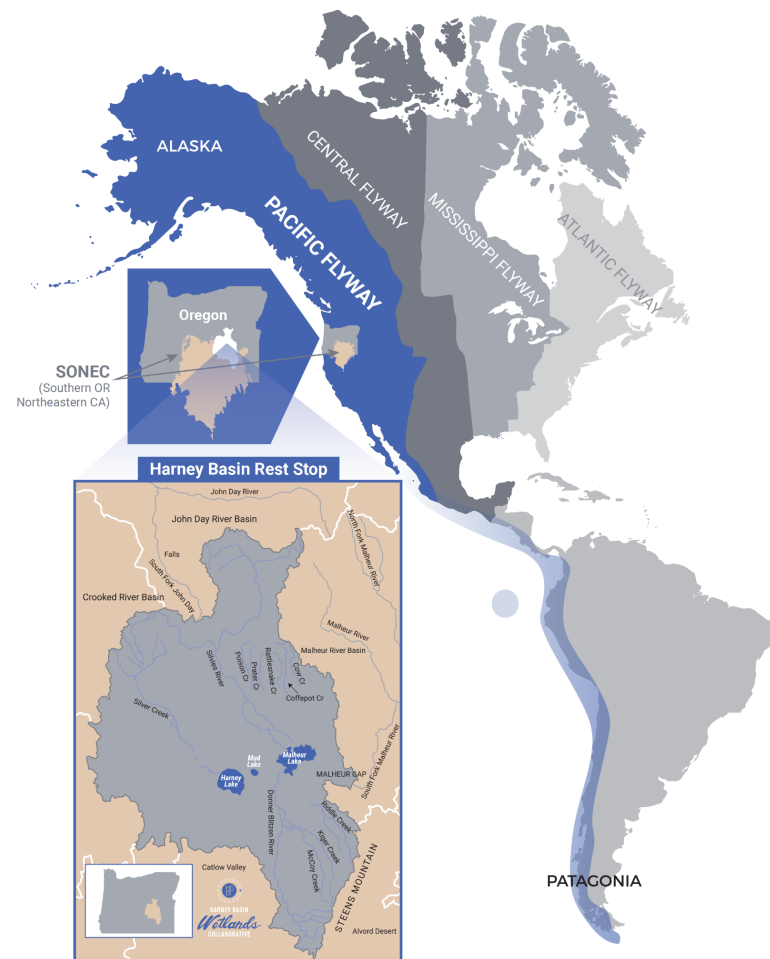 ALASKA
CENTRAL FLYWAY
PACIFIC FLYWAY
MISSISSIPPI FLYWAY
ATLANTIC FLYWAY
Oregon
SONEC
(Southern OR
Northeastern CA)
Harney Basin Rest Stop
John Day River
John Day River Basin
North Fork Malheur River
Falls
South Fork John Day
Crooked River Basin
Malheur River
Malheur River Basin
Silvies River
Poison Cr
Prater Cr
Rattlesnake Cr
Cow Cr
Coffepot Cr
Silver Creek
Mud
Lake
Malheur
Lake
Harney
Lake
MALHEUR GAP
South Fork Malheur River
Donner Blitzen River
Riddle Creek
Kiger Creek
McCoy Creek
STEENS MOUNTAIN
Catlow Valley
HARNEY BASIN
Wetlands
COLLABORATIVE
Alvord Desert
PATAGONIA